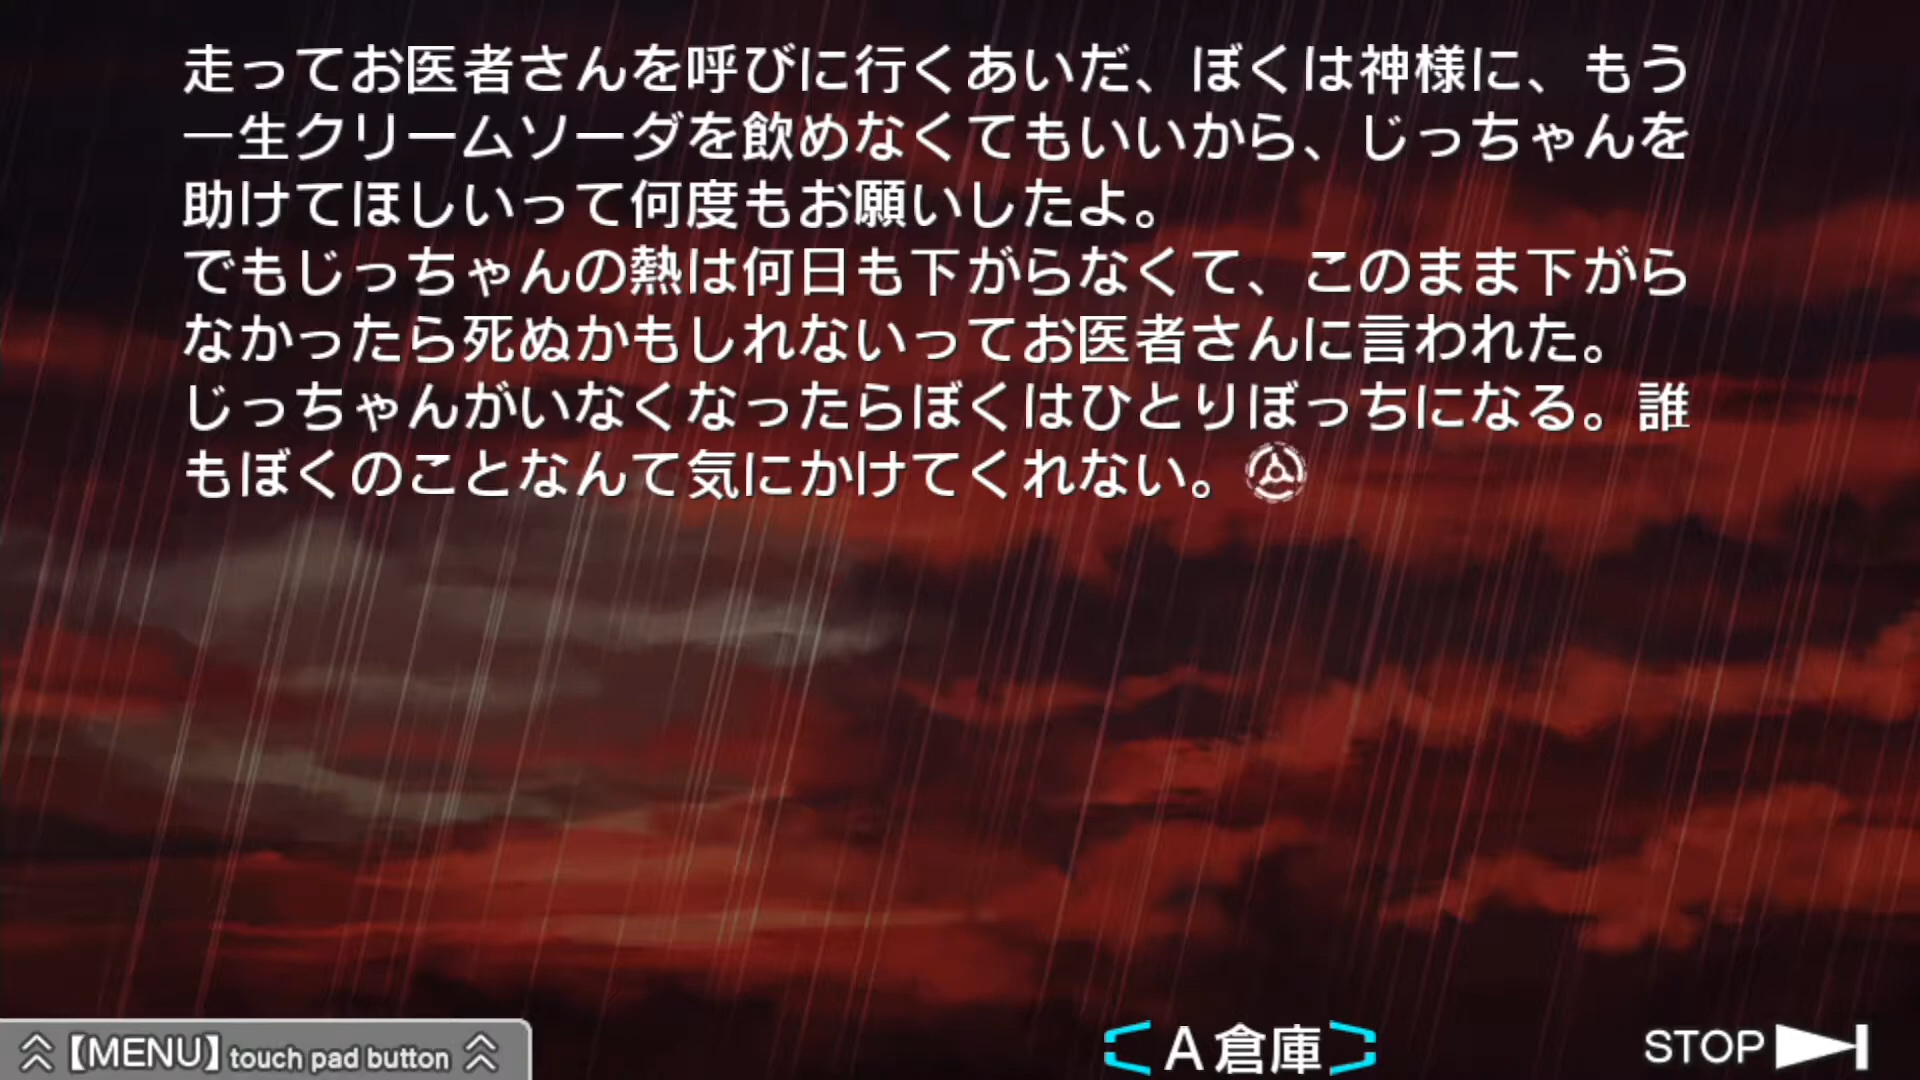 走ってお医者さんを呼びに行くあいだ、ぼくは神様に、もう
一生クリームソーダを飲めなくてもいいから、じっちゃんを
助けてほしいって何度もお願いしたよ。
でもじっちゃんの熱は何日も下がらなくて、このまま下がら
なかったら死ぬかもしれないってお医者さんに言われた。
じっちゃんがいなくなったらぼくはひとりぼっちになる。誰
もぼくのことなんて気にかけてくれない。
【MENU】touch pad button
A倉庫
STOP